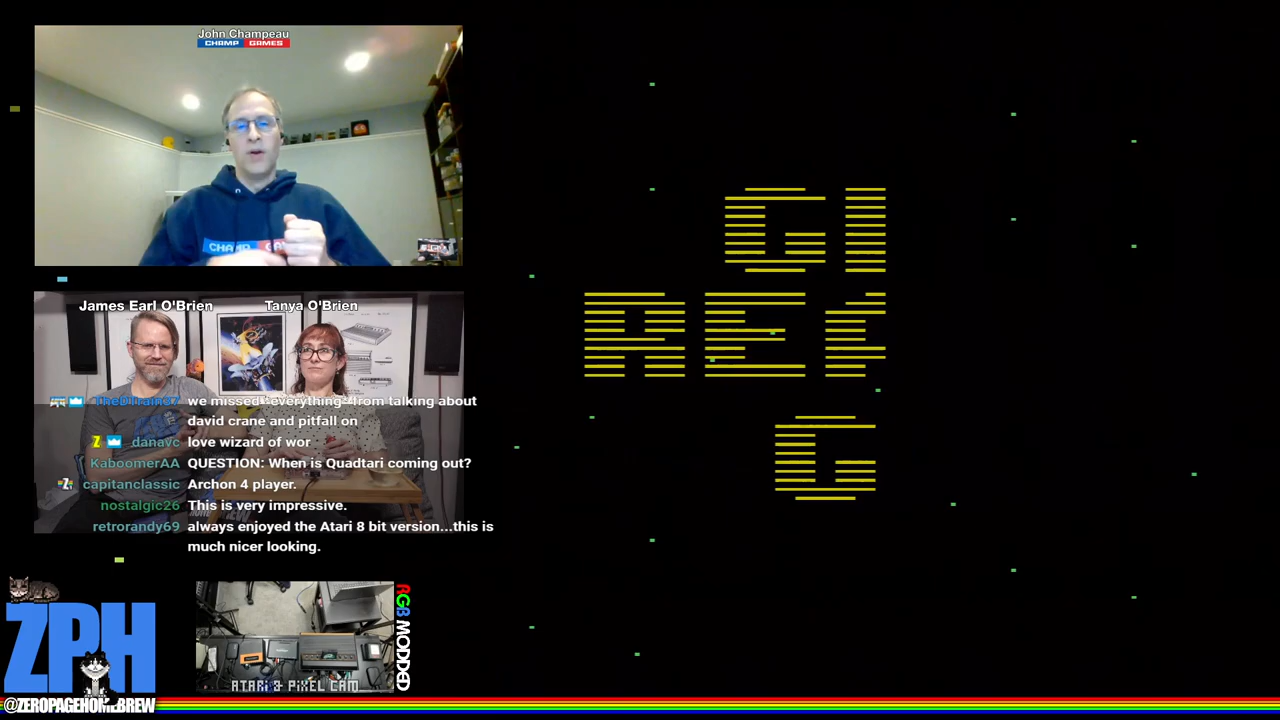 John Champeau
CHAMP GAMES
CHAMP
James Earl O'Brien
Tanya O'Brien
TheDTrain67 we missed *everything* from talking about
david crane and pitfall on
danavc love wizard of wor
KaboomerAA QUESTION: When is Quadtari coming out?
capitanclassic Archon 4 player.
nostalgic26 This is very impressive.
retrorandy69 always enjoyed the Atari 8 bit version...this is
much nicer looking.
GI
G
ZPH
@ZEROPAGEHOMEBREW
ATARI & PIXEL CAM
RGB MODDED